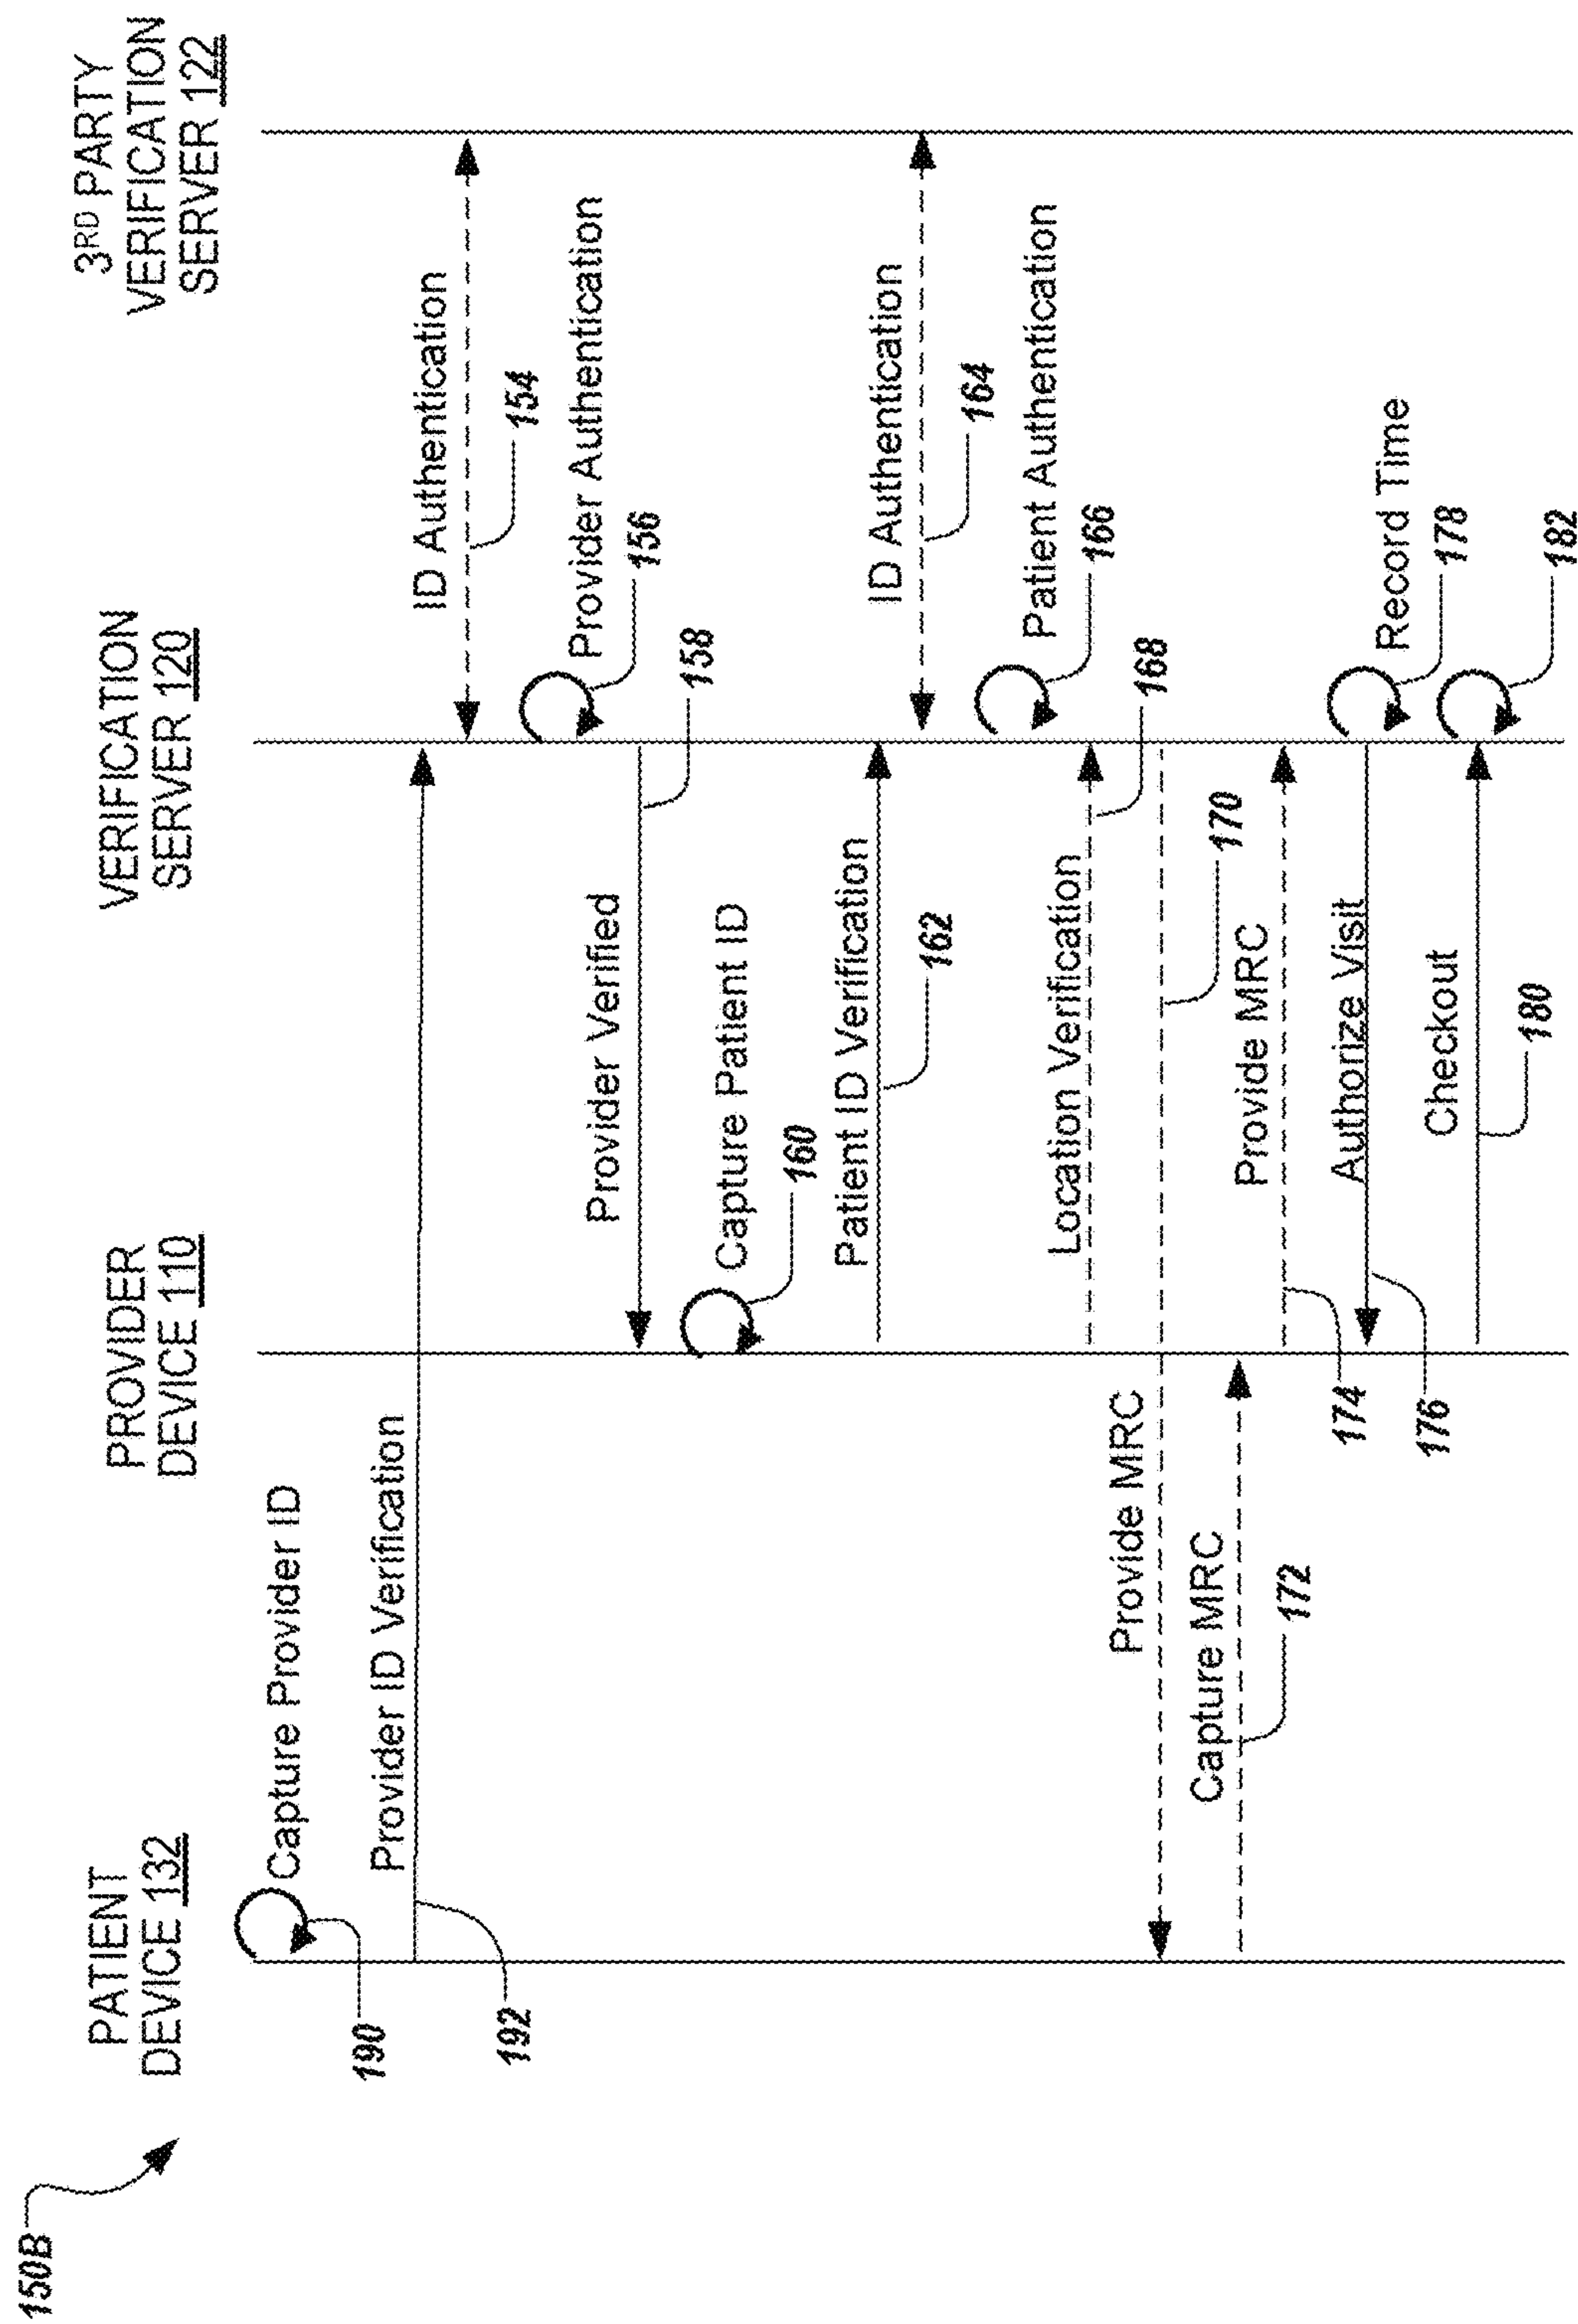 150B
PATIENT
DEVICE 132
PROVIDER
DEVICE 110
VERIFICATION
SERVER 120
3RD PARTY
VERIFICATION
SERVER 122
Capture Provider ID
190
Provider ID Verification
192
ID Authentication
154
Provider Authentication
156
Provider Verified
158
Capture Patient ID
160
Patient ID Verification
162
ID Authentication
164
Patient Authentication
166
Location Verification
168
Provide MRC
170
Capture MRC
172
Provide MRC
174
Authorize Visit
176
Record Time
178
Checkout
180
182